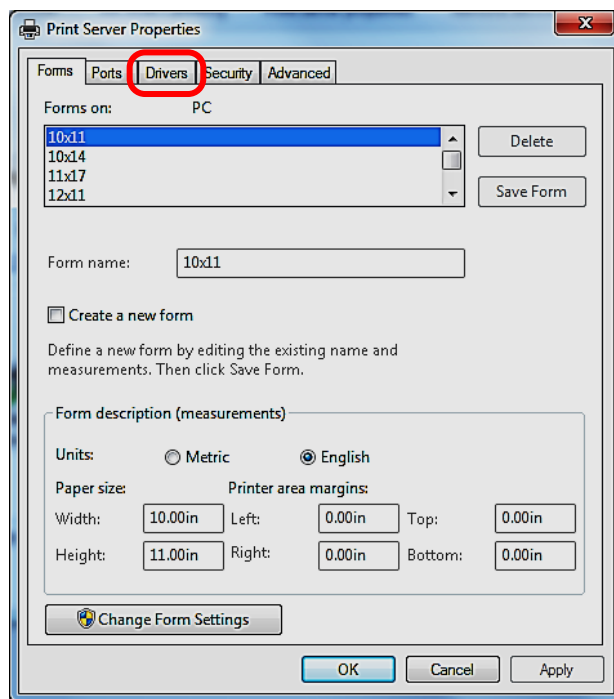 Print Server Properties
Forms Ports Drivers Security Advanced
Forms on: PC
10x11
10x14
11x17
12x11
Delete
Save Form
Form name: 10x11
Create a new form
Define a new form by editing the existing name and
measurements. Then click Save Form.
Form description (measurements)
Units: Metric English
Paper size: Printer area margins:
Width: 10.00in Left: 0.00in Top: 0.00in
Height: 11.00in Right: 0.00in Bottom: 0.00in
Change Form Settings
OK Cancel Apply